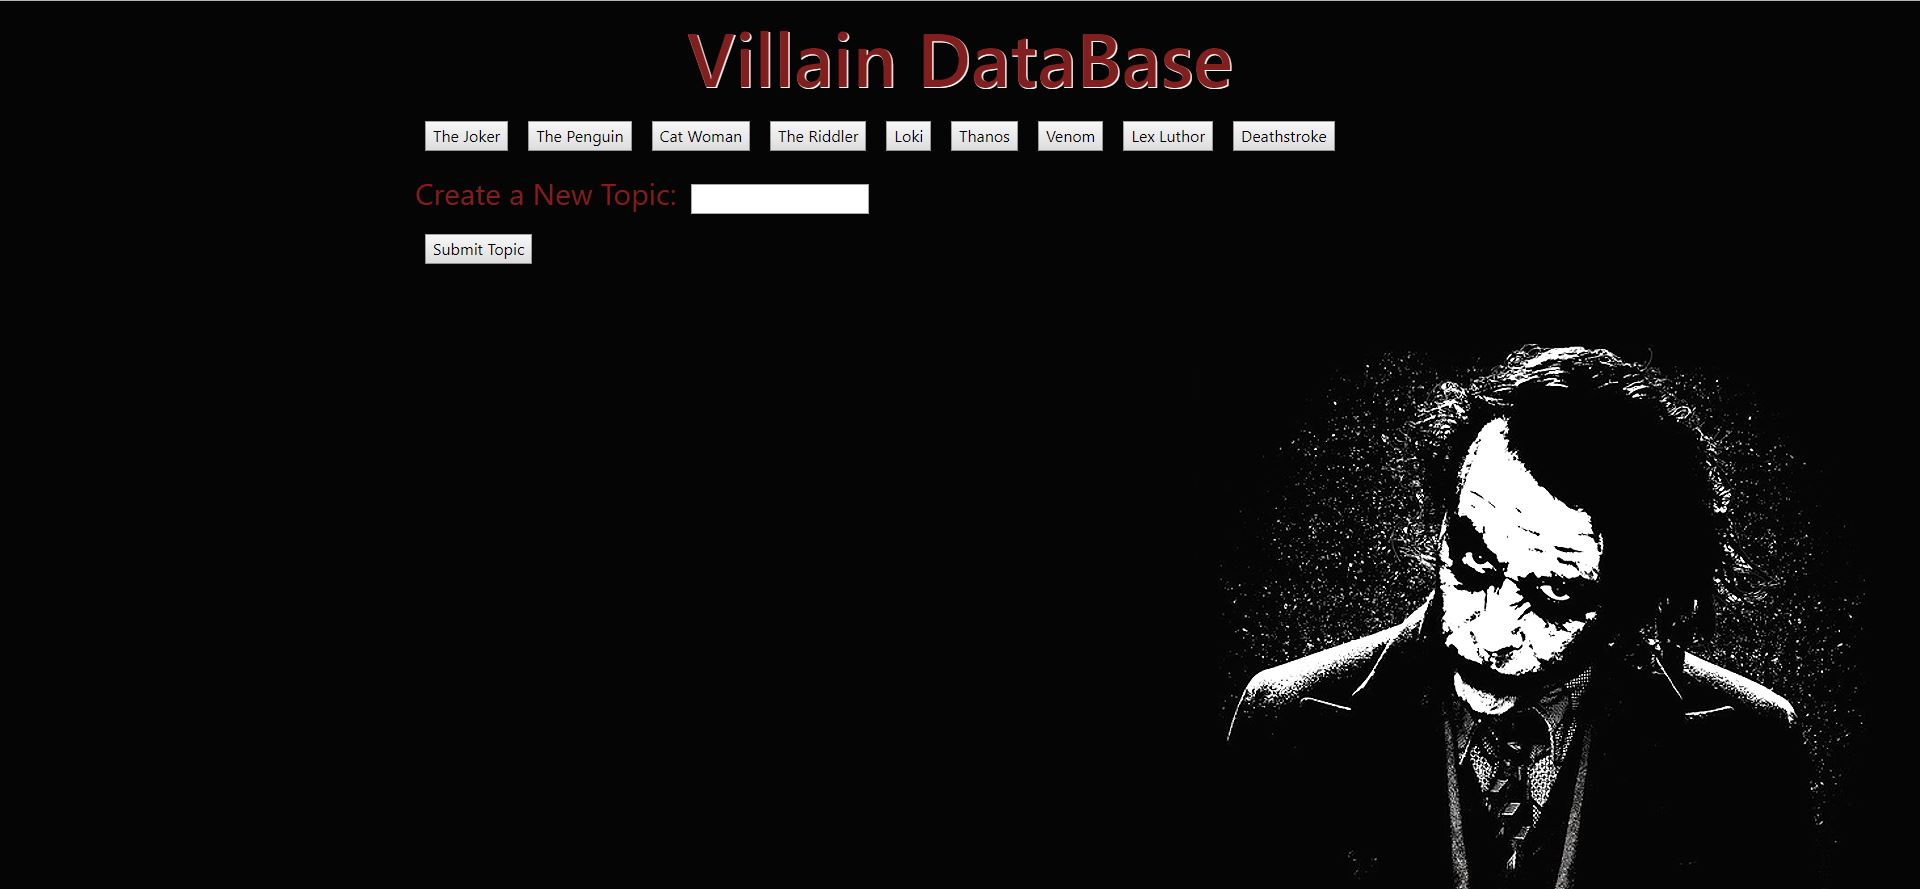 Villain DataBase
The Joker The Penguin Cat Woman The Riddler Loki Thanos Venom Lex Luthor Deathstroke
Create a New Topic:
Submit Topic